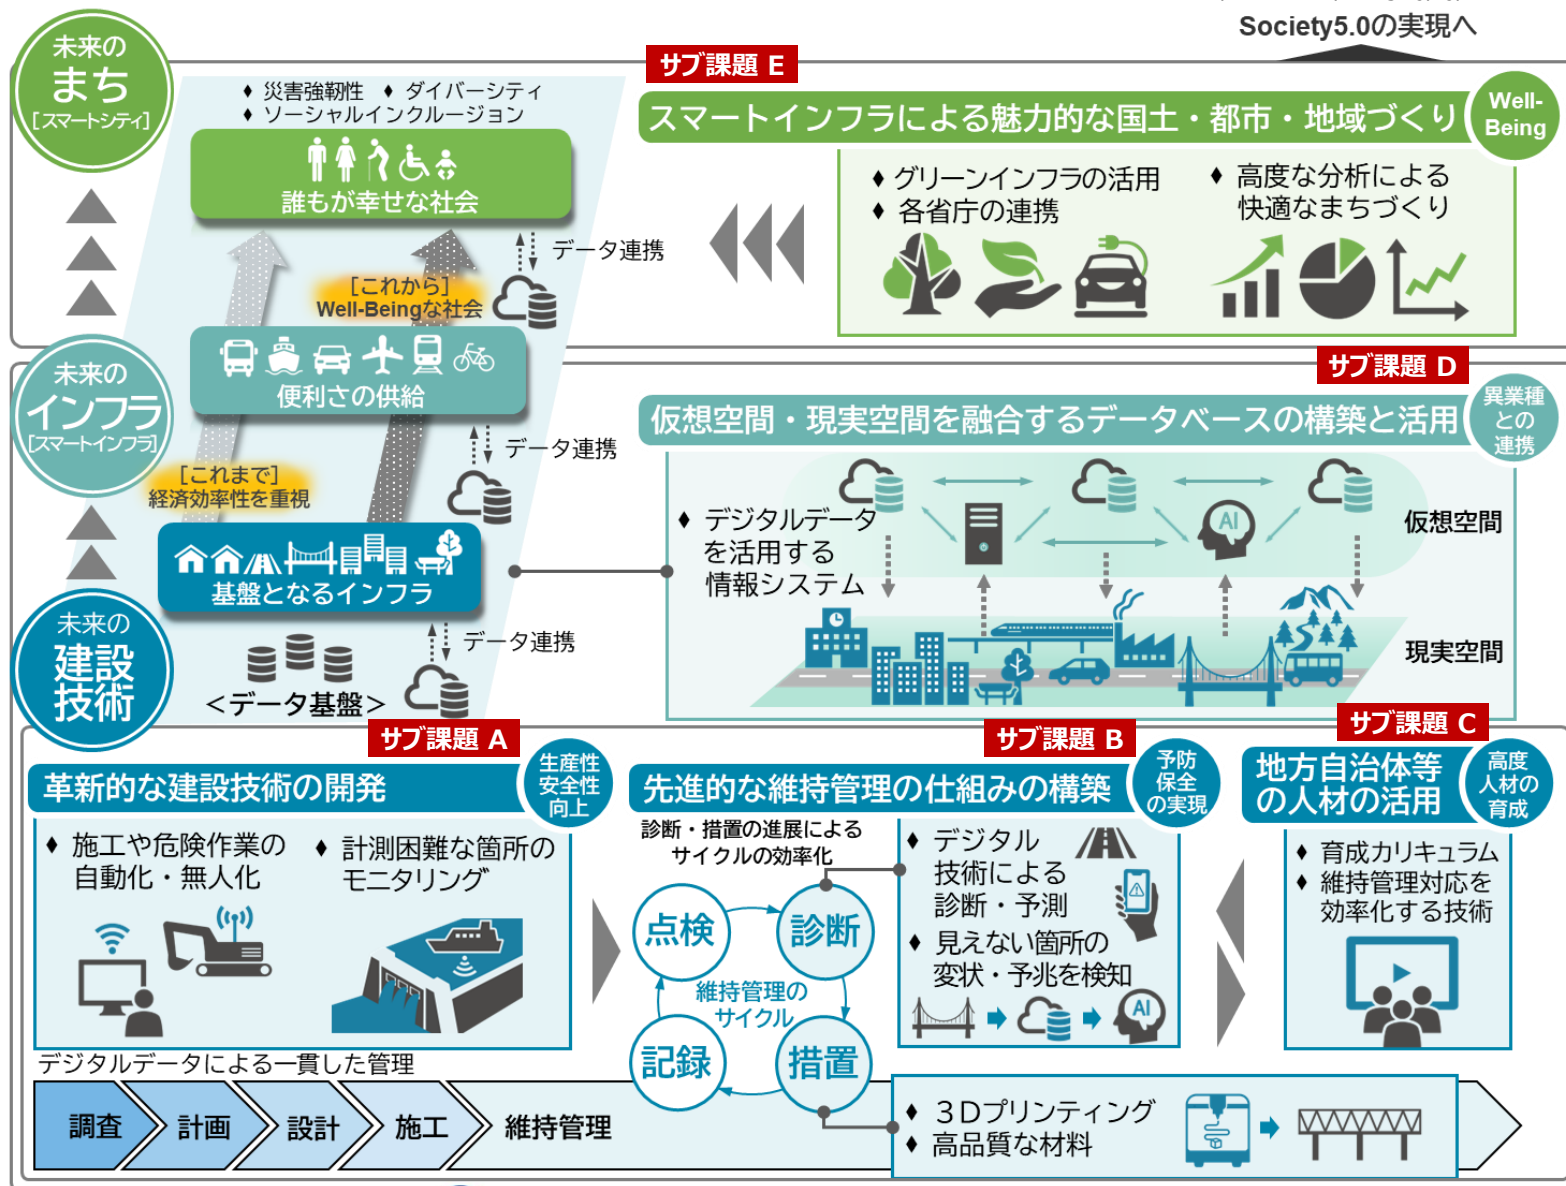 Society5.0の実現へ
未来の
まち
[スマートシティ]
♦ 災害強靭性 ♦ ダイバーシティ
♦ ソーシャルインクルージョン
誰もが幸せな社会
データ連携
[これから]
Well-Beingな社会
サブ課題 E
スマートインフラによる魅力的な国土・都市・地域づくり
Well-
Being
♦ グリーンインフラの活用
♦ 各省庁の連携
♦ 高度な分析による
快適なまちづくり
未来の
インフラ
[スマートインフラ]
便利さの供給
データ連携
[これまで]
経済効率性を重視
基盤となるインフラ
データ連携
<データ基盤>
サブ課題 D
仮想空間・現実空間を融合するデータベースの構築と活用
異業種
との
連携
♦ デジタルデータ
を活用する
情報システム
AI
仮想空間
現実空間
未来の
建設
技術
サブ課題 A
革新的な建設技術の開発
生産性
安全性
向上
♦ 施工や危険作業の
自動化・無人化
♦ 計測困難な箇所の
モニタリング
サブ課題 B
先進的な維持管理の仕組みの構築
予防
保全
の実現
診断・措置の進展による
サイクルの効率化
点検
診断
維持管理の
サイクル
記録
措置
♦ デジタル
技術による
診断・予測
♦ 見えない箇所の
変状・予兆を検知
AI
サブ課題 C
地方自治体等
の人材の活用
高度
人材の
育成
♦ 育成カリキュラム
♦ 維持管理対応を
効率化する技術
デジタルデータによる一貫した管理
調査
計画
設計
施工
維持管理
♦ 3Dプリンティング
♦ 高品質な材料